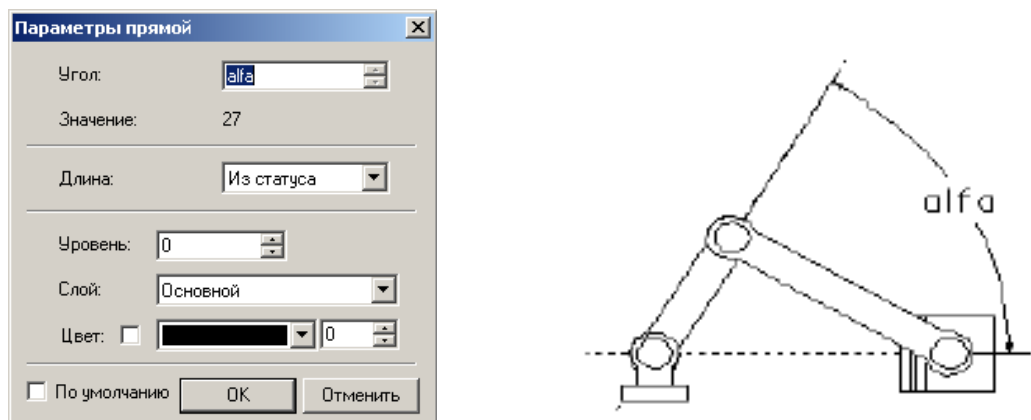 Параметры прямой
Угол: alfa
Значение: 27
Длина: Из статуса
Уровень: 0
Слой: Основной
Цвет: 0
По умолчанию OK Отменить
alfa